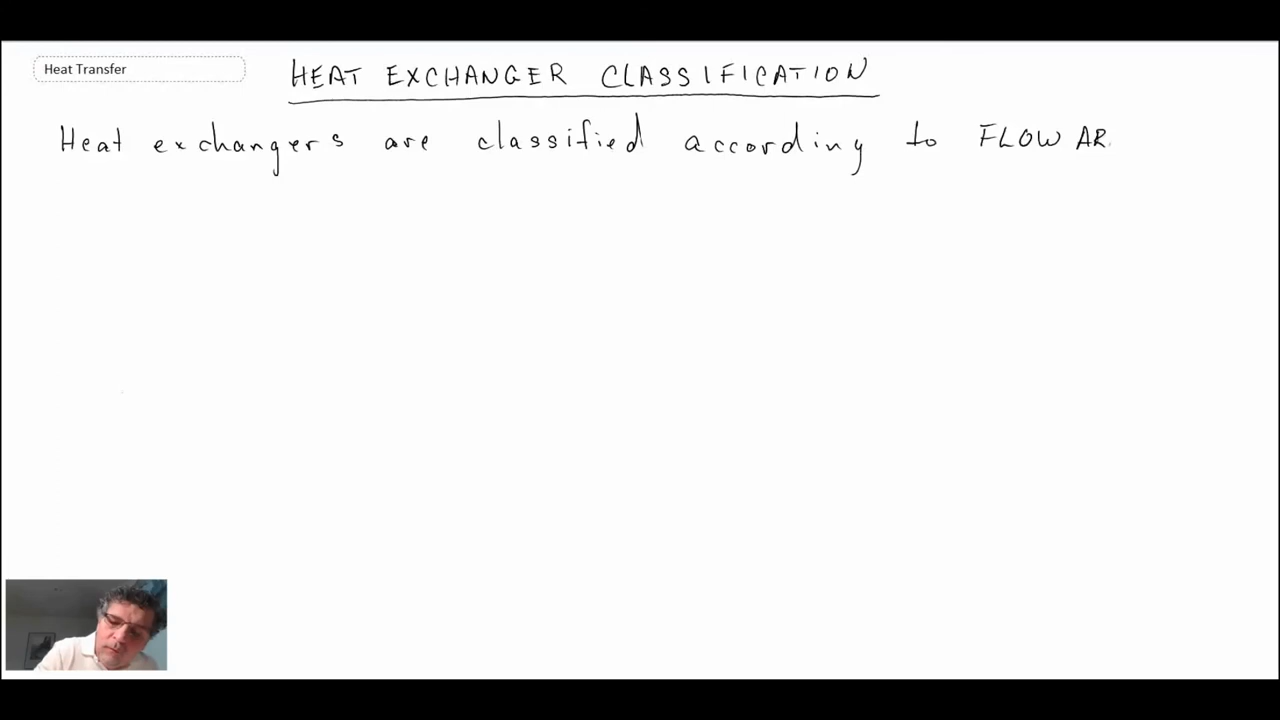 Heat Transfer
HEAT EXCHANGER CLASSIFICATION
Heat exchangers are classified according to FLOW AR